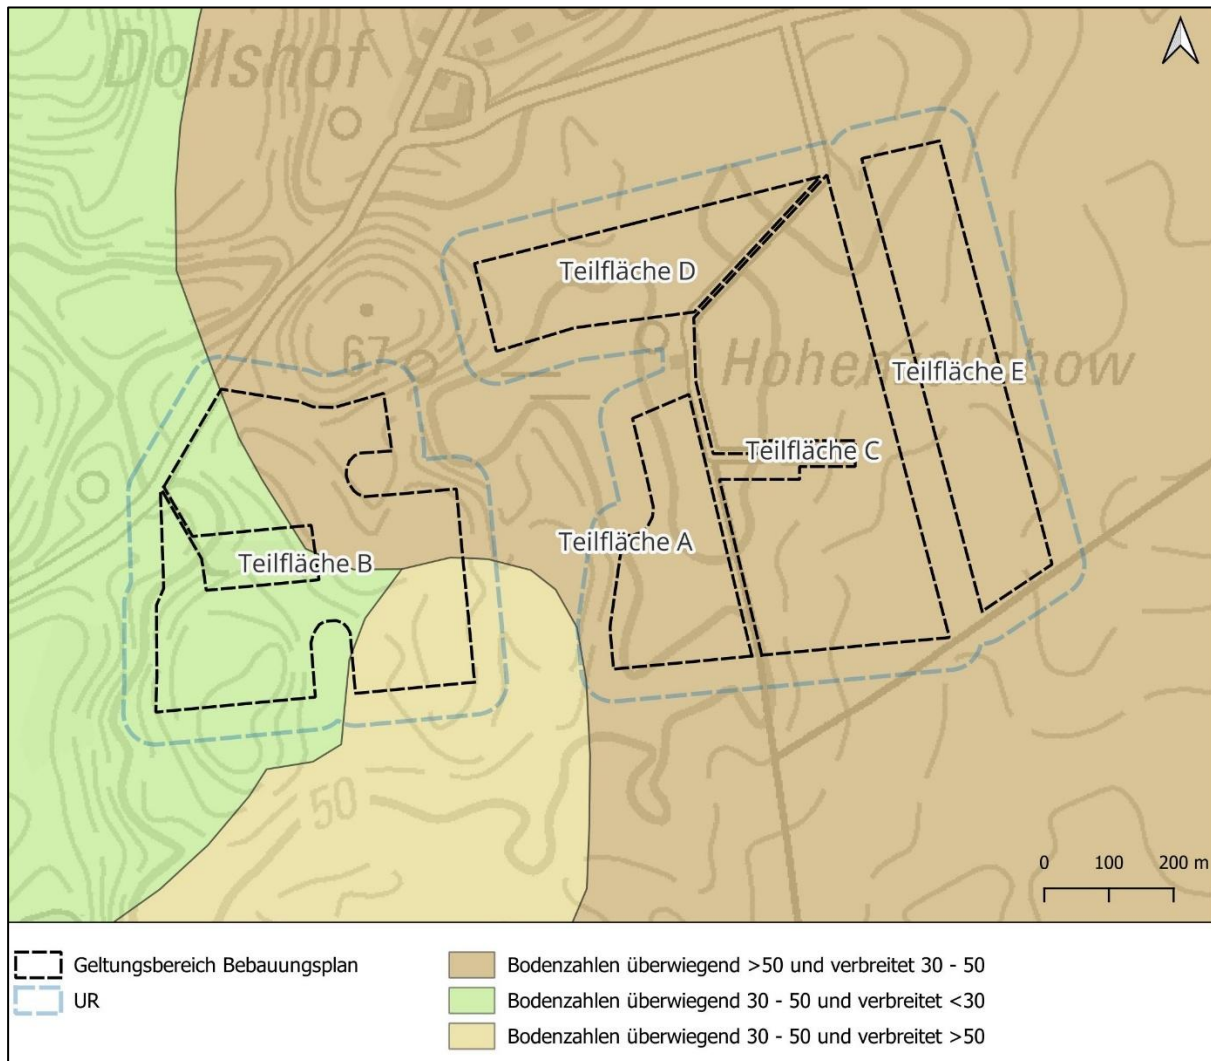 Dollshof
67
Teilfläche D
Hohenselchow
Teilfläche E
Teilfläche C
Teilfläche A
Teilfläche B
50
0 100 200 m
Geltungsbereich Bebauungsplan
UR
Bodenzahlen überwiegend >50 und verbreitet 30 - 50
Bodenzahlen überwiegend 30 - 50 und verbreitet <30
Bodenzahlen überwiegend 30 - 50 und verbreitet >50